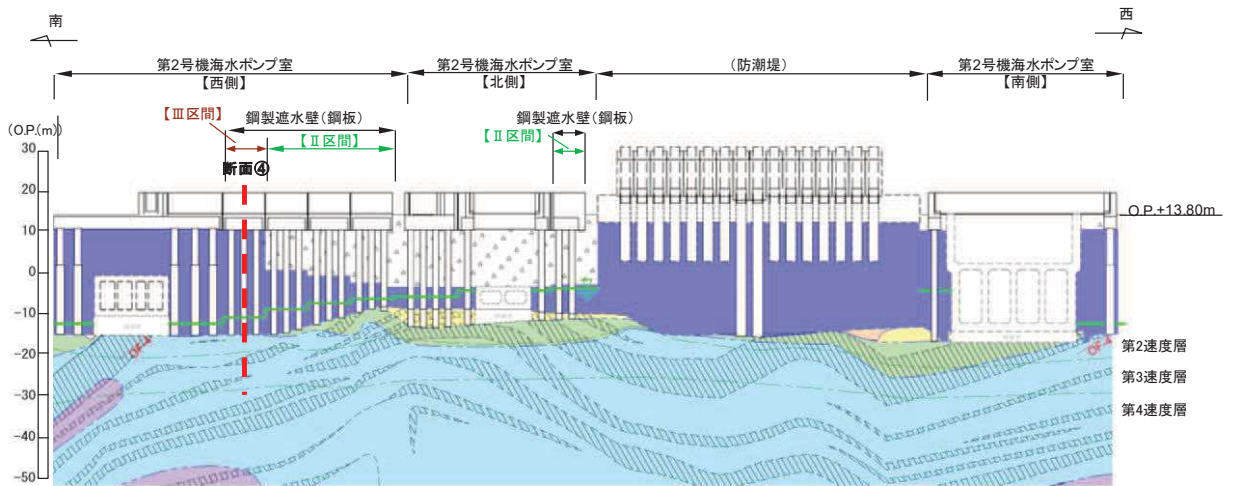 南
西
第2号機海水ポンプ室
【西側】
第2号機海水ポンプ室
【北側】
(防潮堤)
第2号機海水ポンプ室
【南側】
【Ⅲ区間】
鋼製遮水壁(鋼板)
【Ⅱ区間】
鋼製遮水壁(鋼板)
【Ⅱ区間】
断面④
(O.P.(m))
30
20
10
0
-10
-20
-30
-40
-50
O.P.+13.80m
OF-4
OF-4
第2速度層
第3速度層
第4速度層